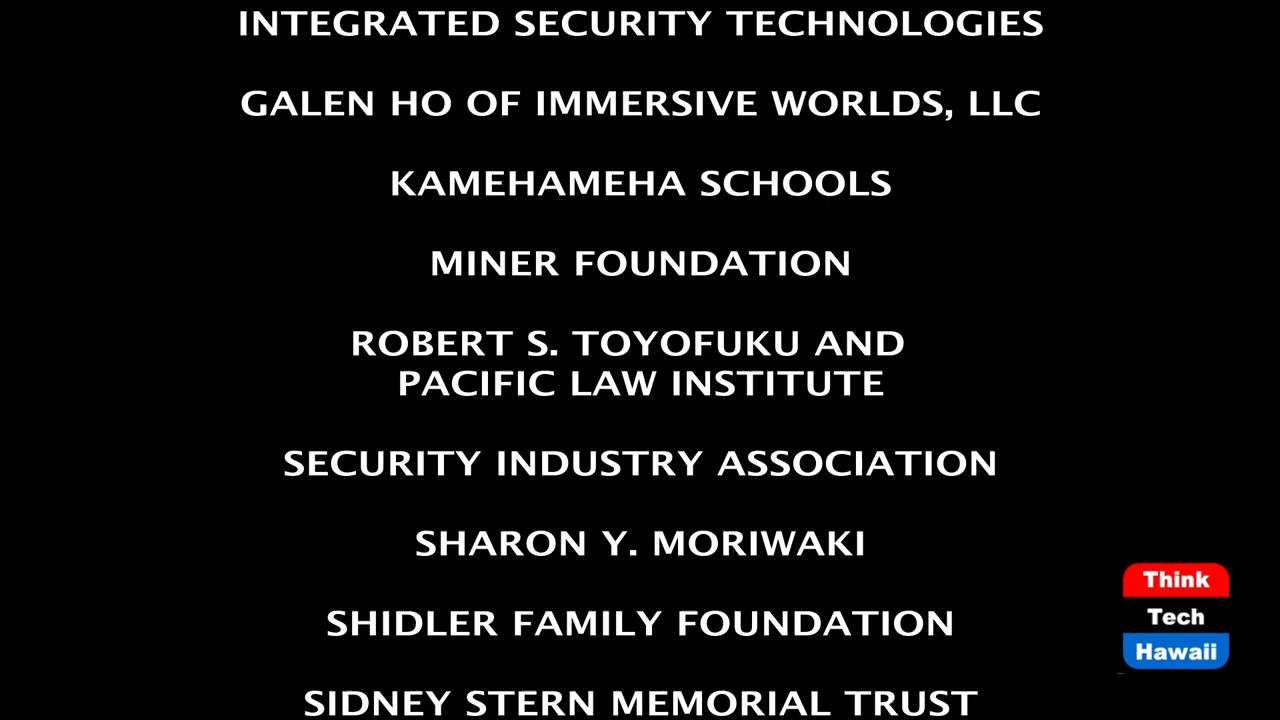 INTEGRATED SECURITY TECHNOLOGIES
GALEN HO OF IMMERSIVE WORLDS, LLC
KAMEHAMEHA SCHOOLS
MINER FOUNDATION
ROBERT S. TOYOFUKU AND
PACIFIC LAW INSTITUTE
SECURITY INDUSTRY ASSOCIATION
SHARON Y. MORIWAKI
SHIDLER FAMILY FOUNDATION
SIDNEY STERN MEMORIAL TRUST
Think
Tech
Hawaii